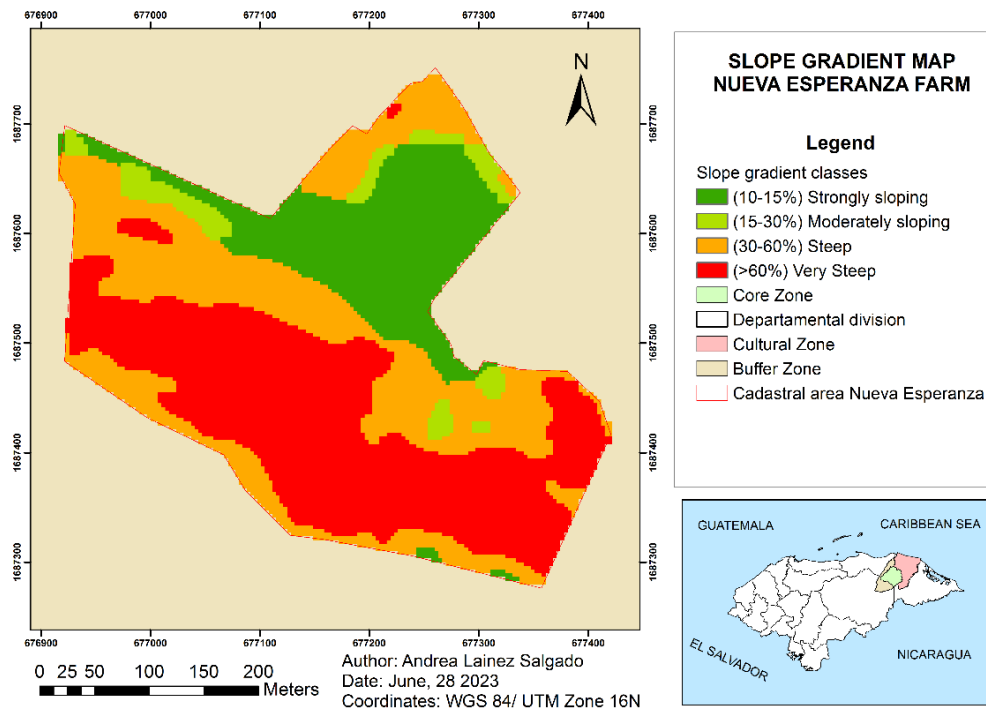 676900 677000 677100 677200 677300 677400
1687700
1687600
1687500
1687400
1687300
N
1687700
1687600
1687500
1687400
1687300
676900 677000 677100 677200 677300 677400
0 25 50 100 150 200
Meters
Author: Andrea Lainez Salgado
Date: June, 28 2023
Coordinates: WGS 84/ UTM Zone 16N
SLOPE GRADIENT MAP
NUEVA ESPERANZA FARM
Legend
Slope gradient classes
(10-15%) Strongly sloping
(15-30%) Moderately sloping
(30-60%) Steep
(>60%) Very Steep
Core Zone
Departamental division
Cultural Zone
Buffer Zone
Cadastral area Nueva Esperanza
GUATEMALA
CARIBBEAN SEA
EL SALVADOR
NICARAGUA